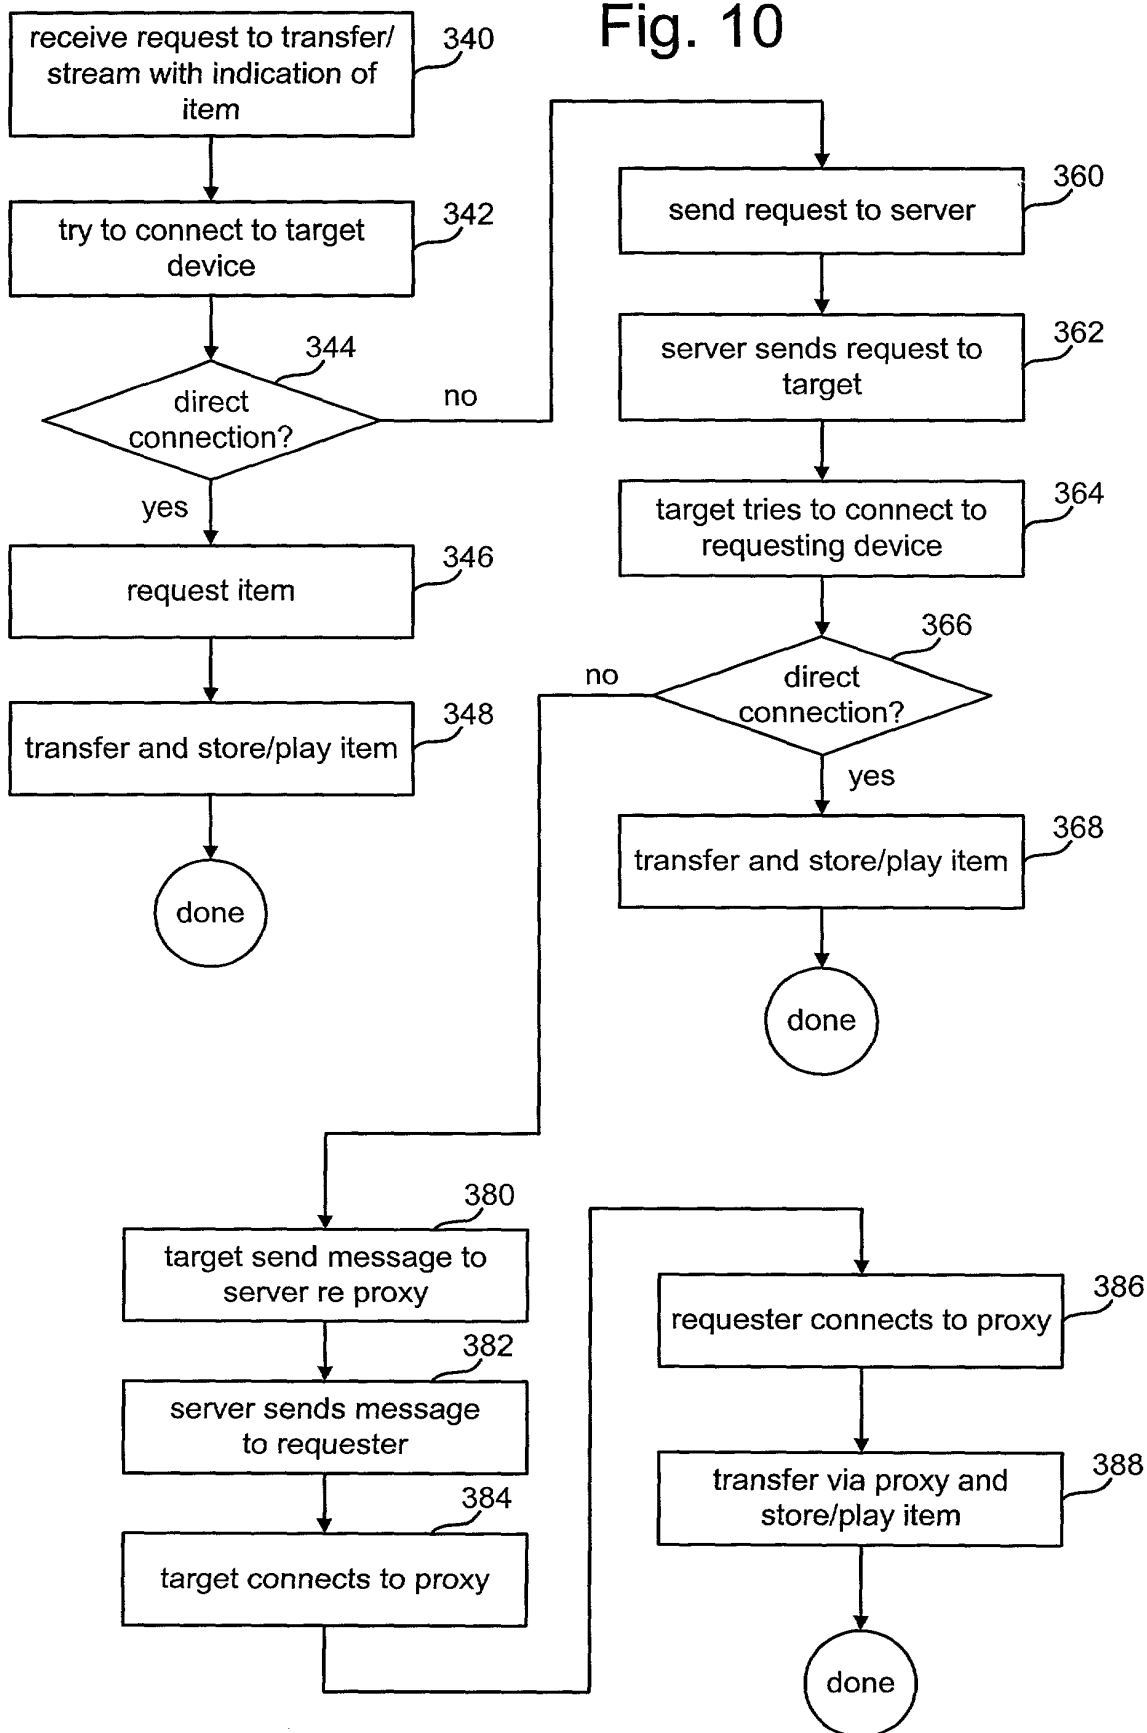 Fig. 10
receive request to transfer/
stream with indication of
item
340
try to connect to target
device
342
344
direct
connection?
no
yes
request item
346
transfer and store/play item
348
done
send request to server
360
server sends request to
target
362
target tries to connect to
requesting device
364
366
direct
connection?
no
yes
transfer and store/play item
368
done
380
target send message to
server re proxy
382
server sends message
to requester
384
target connects to proxy
requester connects to proxy
386
transfer via proxy and
store/play item
388
done